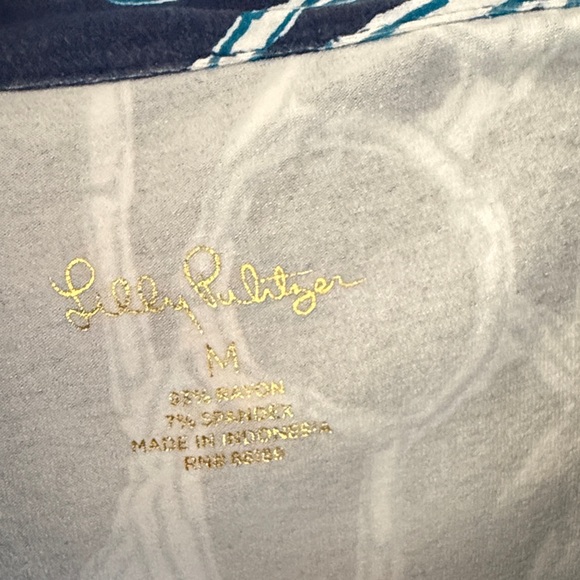 Lilly Pulitzer
M
93% RAYON
7% SPANDEX
MADE IN INDONESIA
RN#